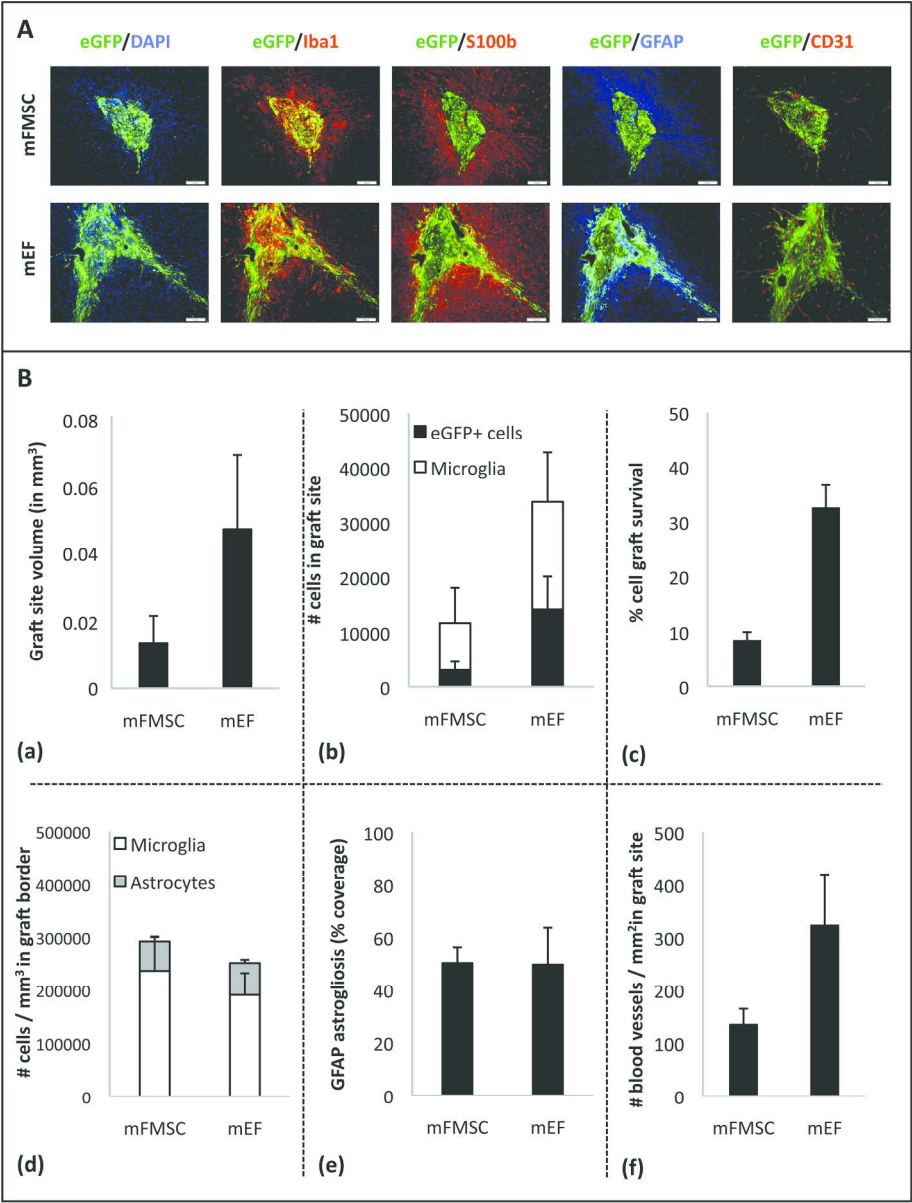 A
eGFP/DAPI
eGFP/Iba1
eGFP/S100b
eGFP/GFAP
eGFP/CD31
mFMSC
mEF
B
Graft site volume (in mm³)
0.08
0.06
0.04
0.02
0
mFMSC
mEF
(a)
# cells in graft site
50000
40000
30000
20000
10000
0
eGFP+ cells
Microglia
mFMSC
mEF
(b)
% cell graft survival
50
40
30
20
10
0
mFMSC
mEF
(c)
# cells / mm³ in graft border
500000
400000
300000
200000
100000
0
Microglia
Astrocytes
mFMSC
mEF
(d)
GFAP astrogliosis (% coverage)
100
80
60
40
20
0
mFMSC
mEF
(e)
# blood vessels / mm²in graft site
500
400
300
200
100
0
mFMSC
mEF
(f)